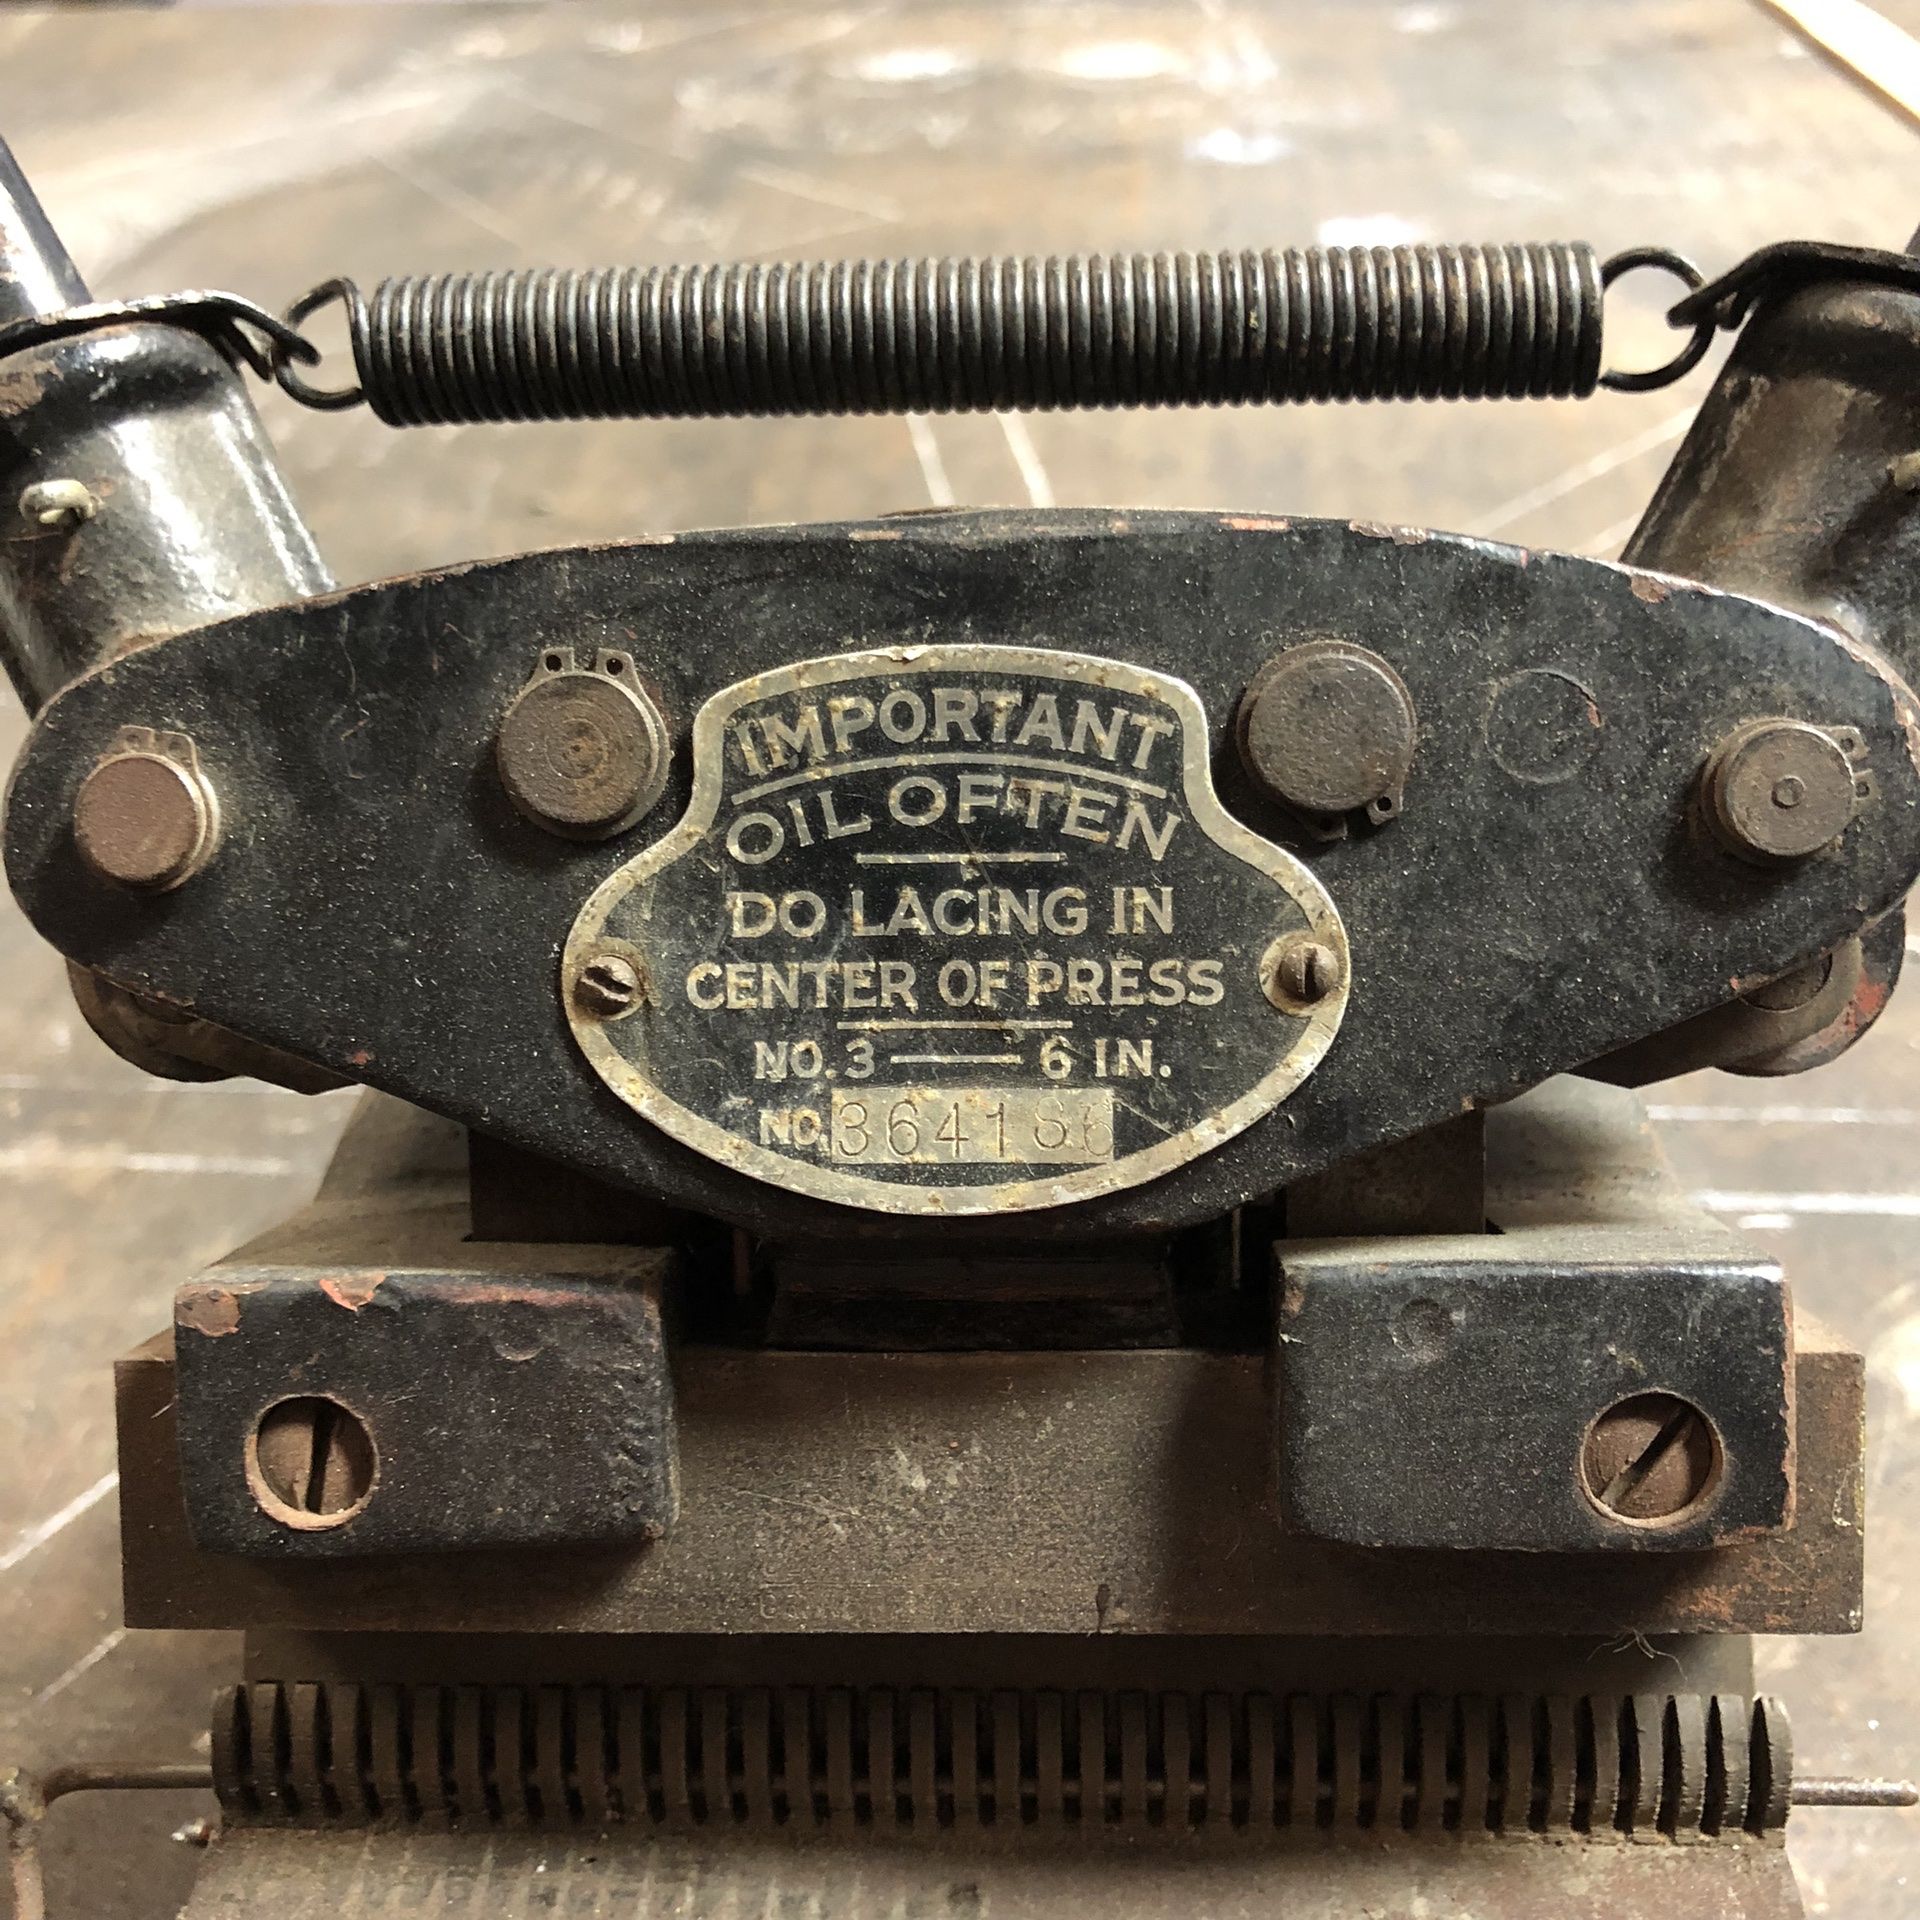 IMPORTANT
OIL OFTEN
DO LACING IN
CENTER OF PRESS
NO. 3 — 6 IN.
NO. 364186